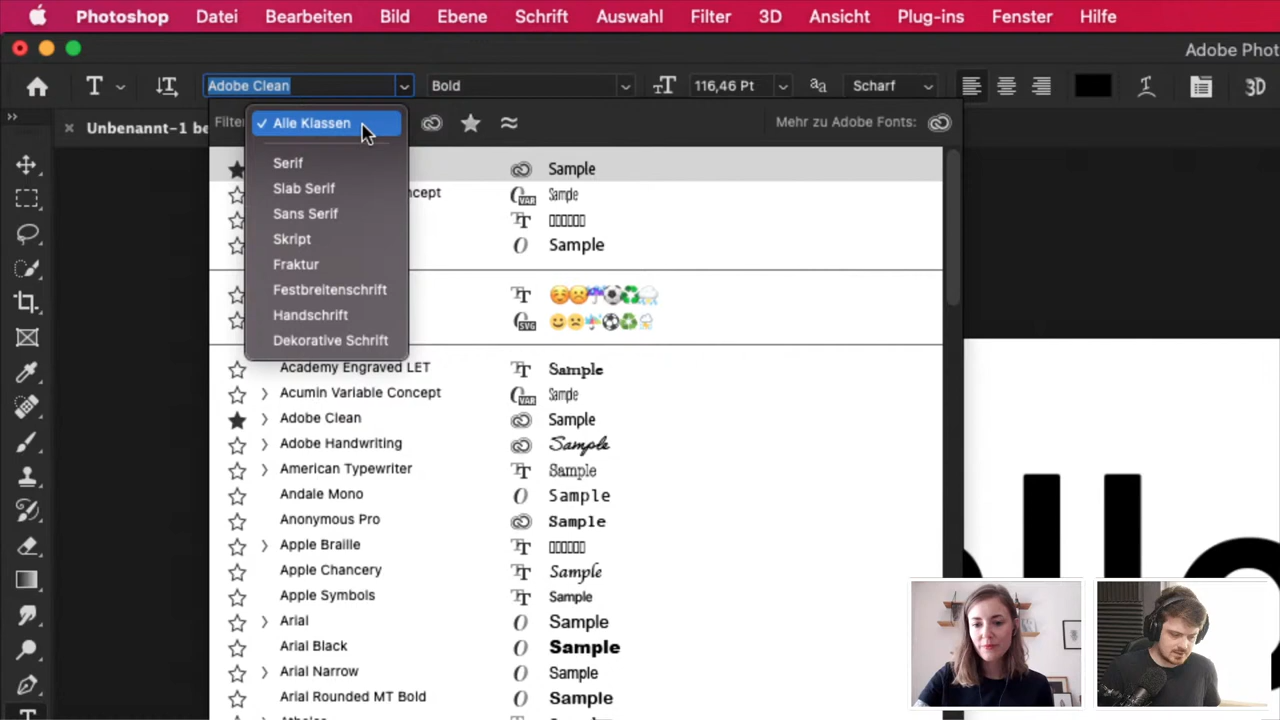 Photoshop Datei Bearbeiten Bild Ebene Schrift Auswahl Filter 3D Ansicht Plug-ins Fenster Hilfe
Adobe Phot
T Adobe Clean Bold 116,46 Pt Scharf 3D
Unbenannt-1 be
Filter Alle Klassen Mehr zu Adobe Fonts:
Serif
Slab Serif
Sans Serif
Skript
Fraktur
Festbreitenschrift
Handschrift
Dekorative Schrift
Sample
cept Sample
Sample
Academy Engraved LET Sample
Acumin Variable Concept Sample
Adobe Clean Sample
Adobe Handwriting Sample
American Typewriter Sample
Andale Mono Sample
Anonymous Pro Sample
Apple Braille
Apple Chancery Sample
Apple Symbols Sample
Arial Sample
Arial Black Sample
Arial Narrow Sample
Arial Rounded MT Bold Sample